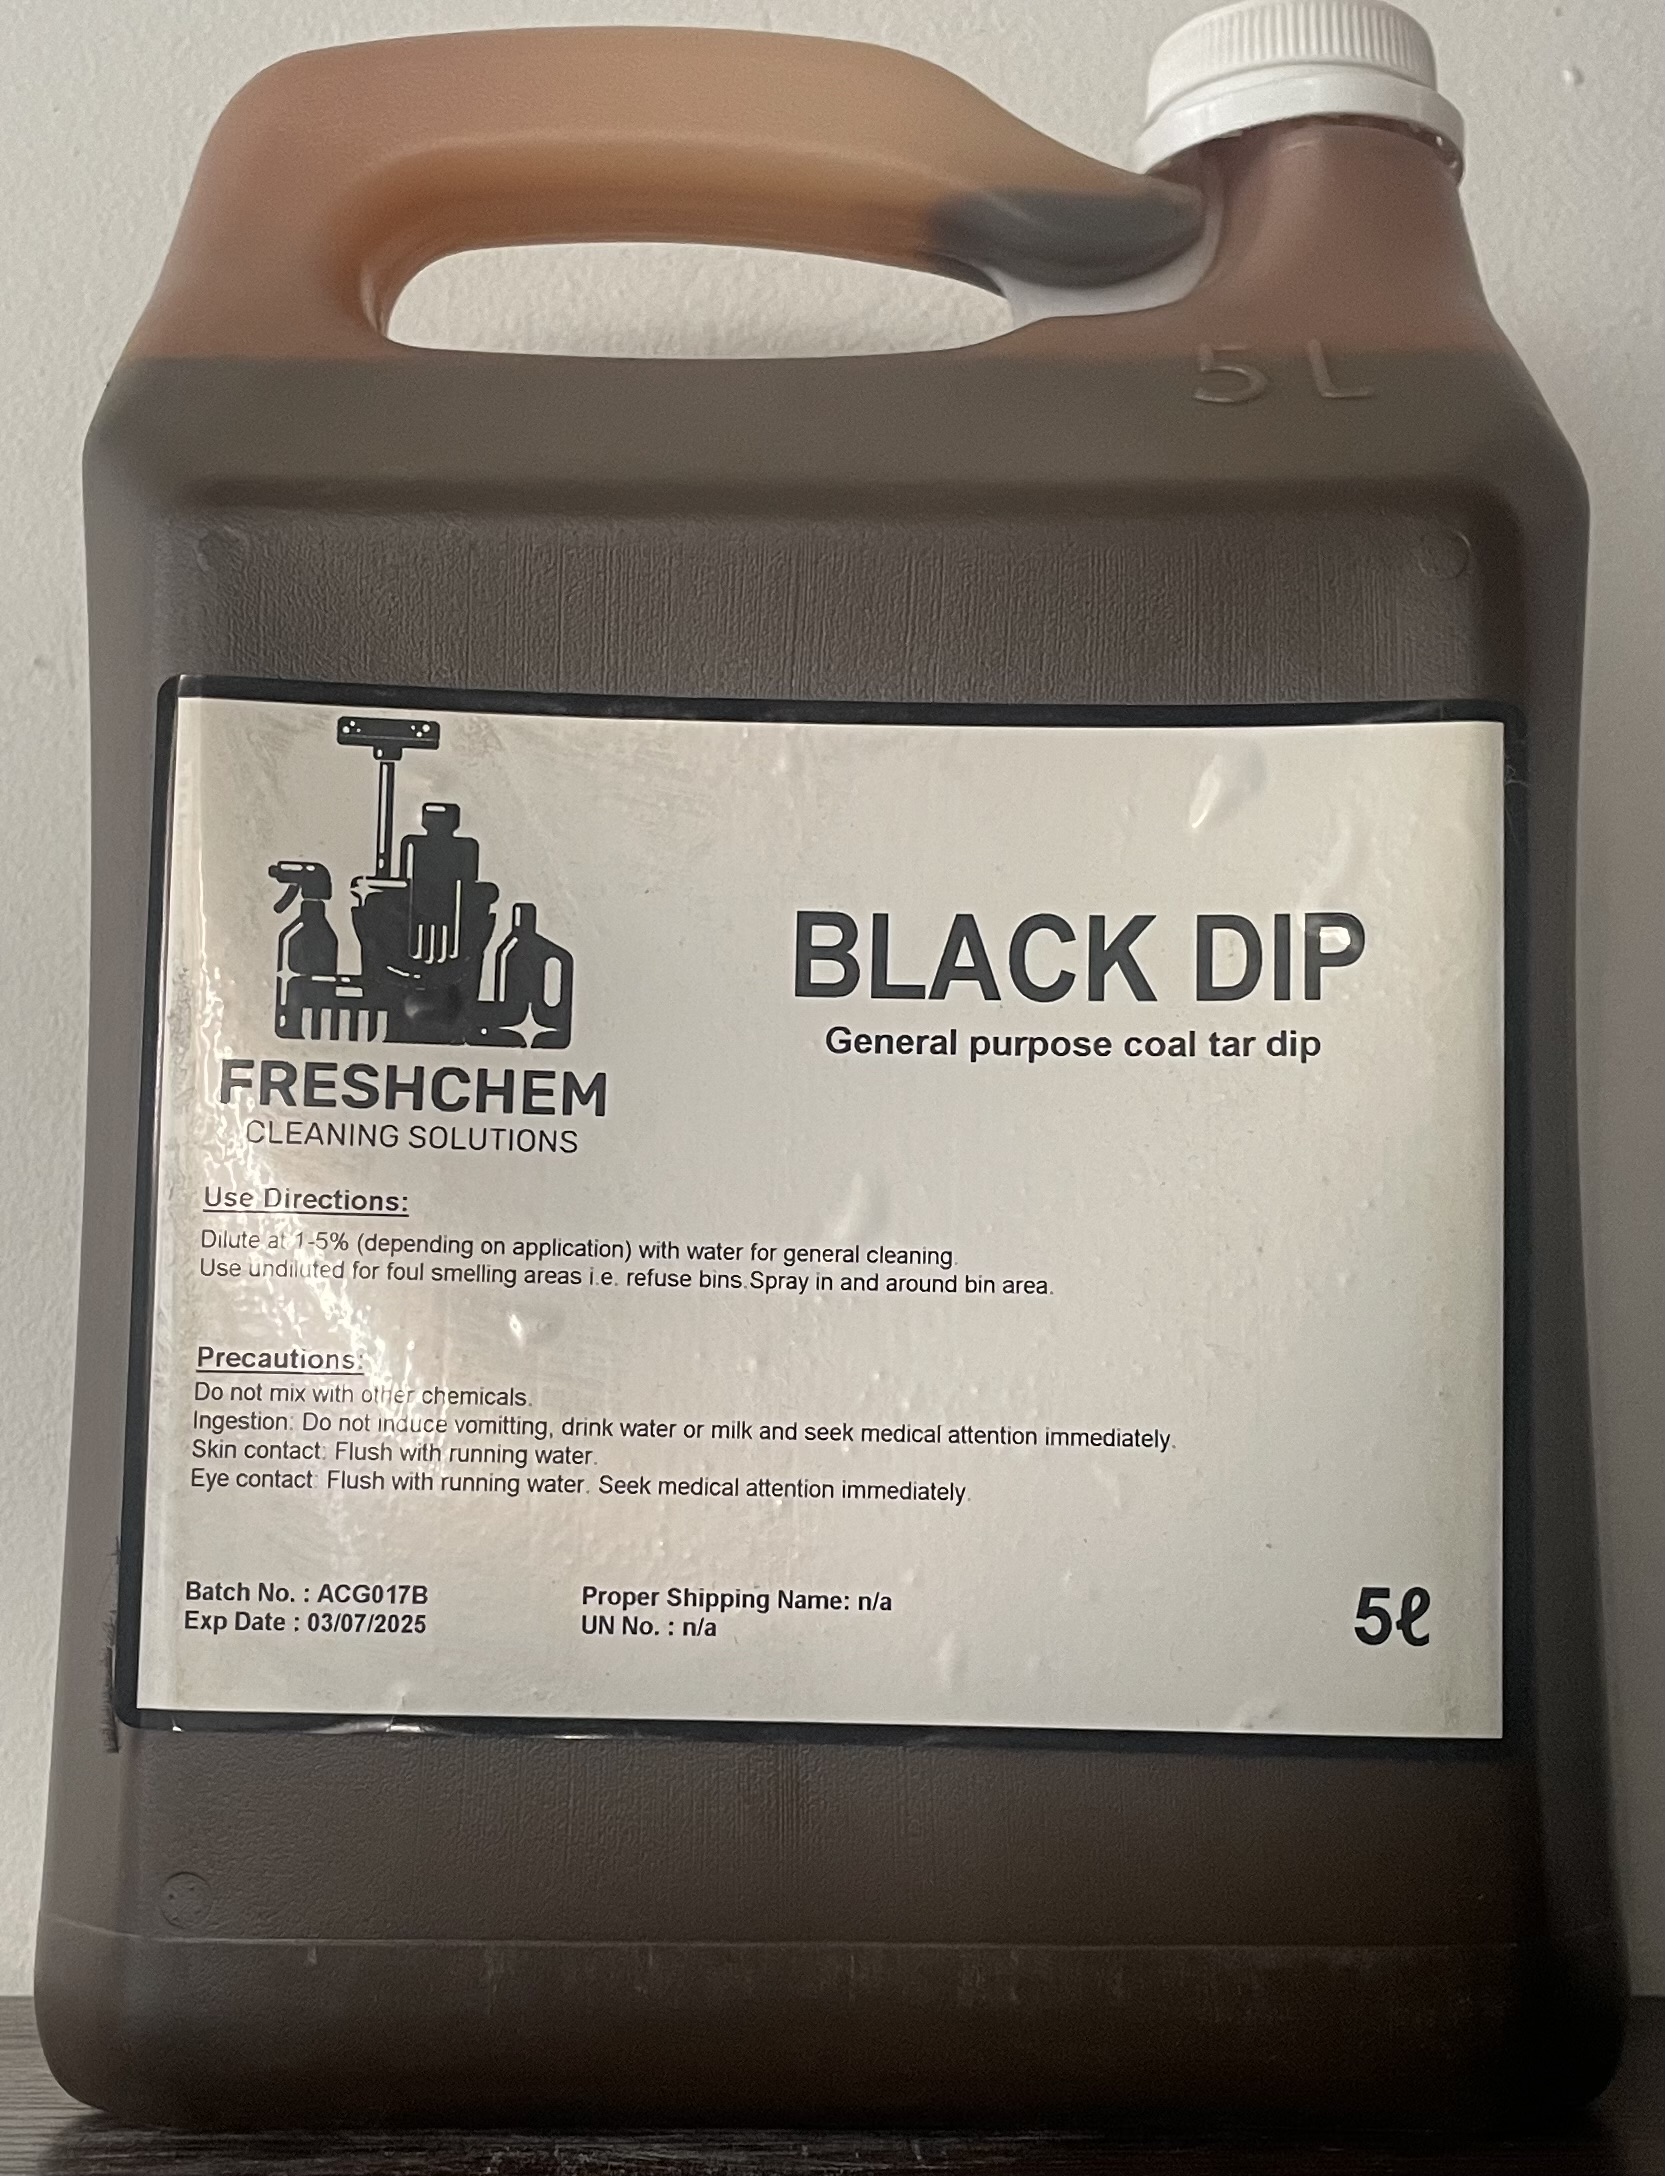 5 L
FRESHCHEM
CLEANING SOLUTIONS
BLACK DIP
General purpose coal tar dip
Use Directions:
Dilute at 1-5% (depending on application) with water for general cleaning.
Use undiluted for foul smelling areas i.e. refuse bins.Spray in and around bin area.
Precautions:
Do not mix with other chemicals.
Ingestion: Do not induce vomitting, drink water or milk and seek medical attention immediately.
Skin contact: Flush with running water.
Eye contact: Flush with running water. Seek medical attention immediately.
Batch No. : ACG017B
Exp Date : 03/07/2025
Proper Shipping Name: n/a
UN No. : n/a
5ℓ